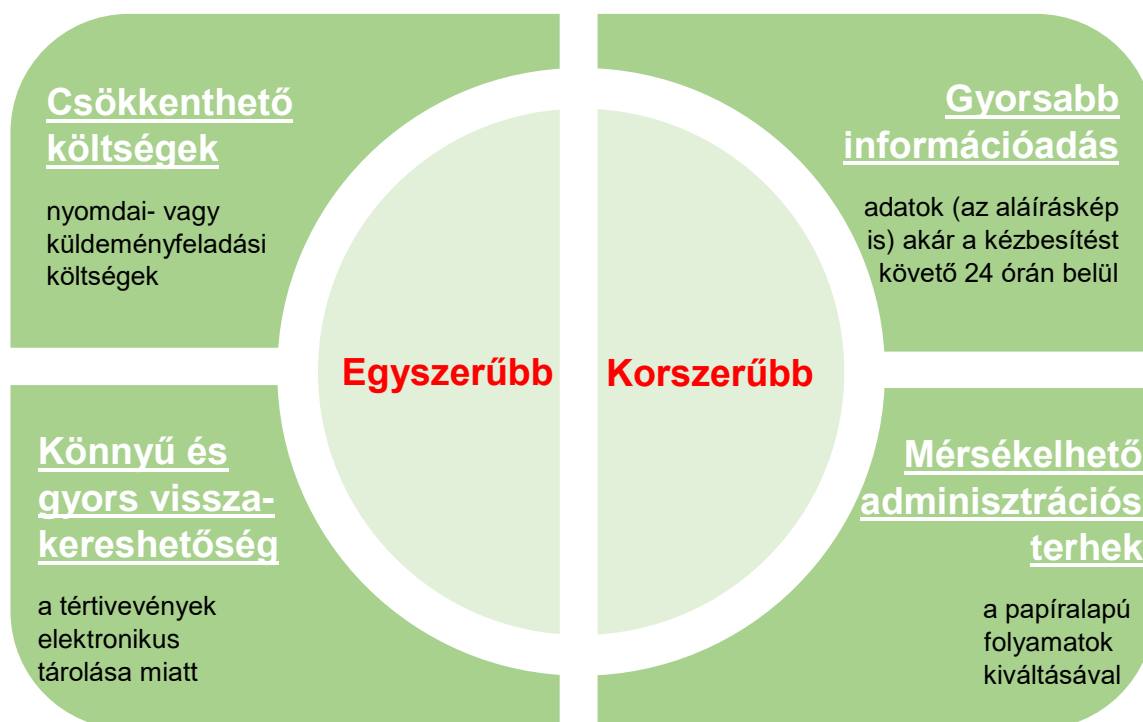 Csökkenthető
költségek
nyomdai- vagy
küldeményfeladási
költségek
Gyorsabb
információadás
adatok (az aláíráskép
is) akár a kézbesítést
követő 24 órán belül
Egyszerűbb
Korszerűbb
Könnyű és
gyors vissza-
kereshetőség
a tértivevények
elektronikus
tárolása miatt
Mérsékelhető
adminisztrációs
terhek
a papíralapú
folyamatok
kiváltásával